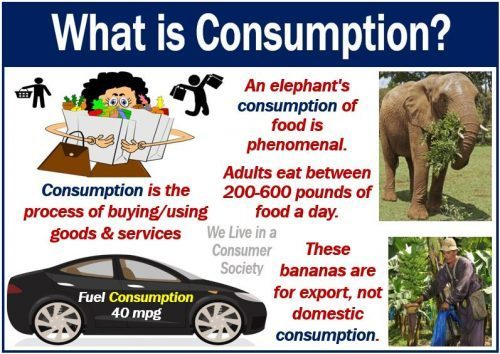 What is Consumption?
An elephant's
consumption of
food is
phenomenal.
Adults eat between
200-600 pounds of
food a day.
Consumption is the
process of buying/using
goods & services
We Live in a
Consumer
Society
These
bananas are
for export, not
domestic
consumption.
Fuel Consumption
40 mpg